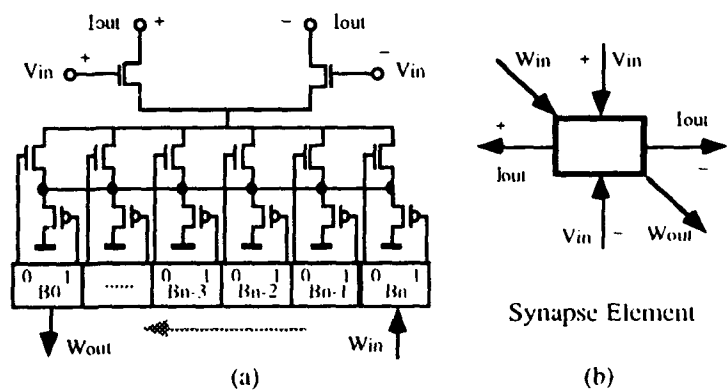 Iout + − Iout
Vin + − Vin
0 1 0 1 0 1 0 1 0 1
B0 ...... Bn-3 Bn-2 Bn-1 Bn
Wout Win
(a)
Win + Vin
+ Iout
Iout −
Vin − Wout
Synapse Element
(b)